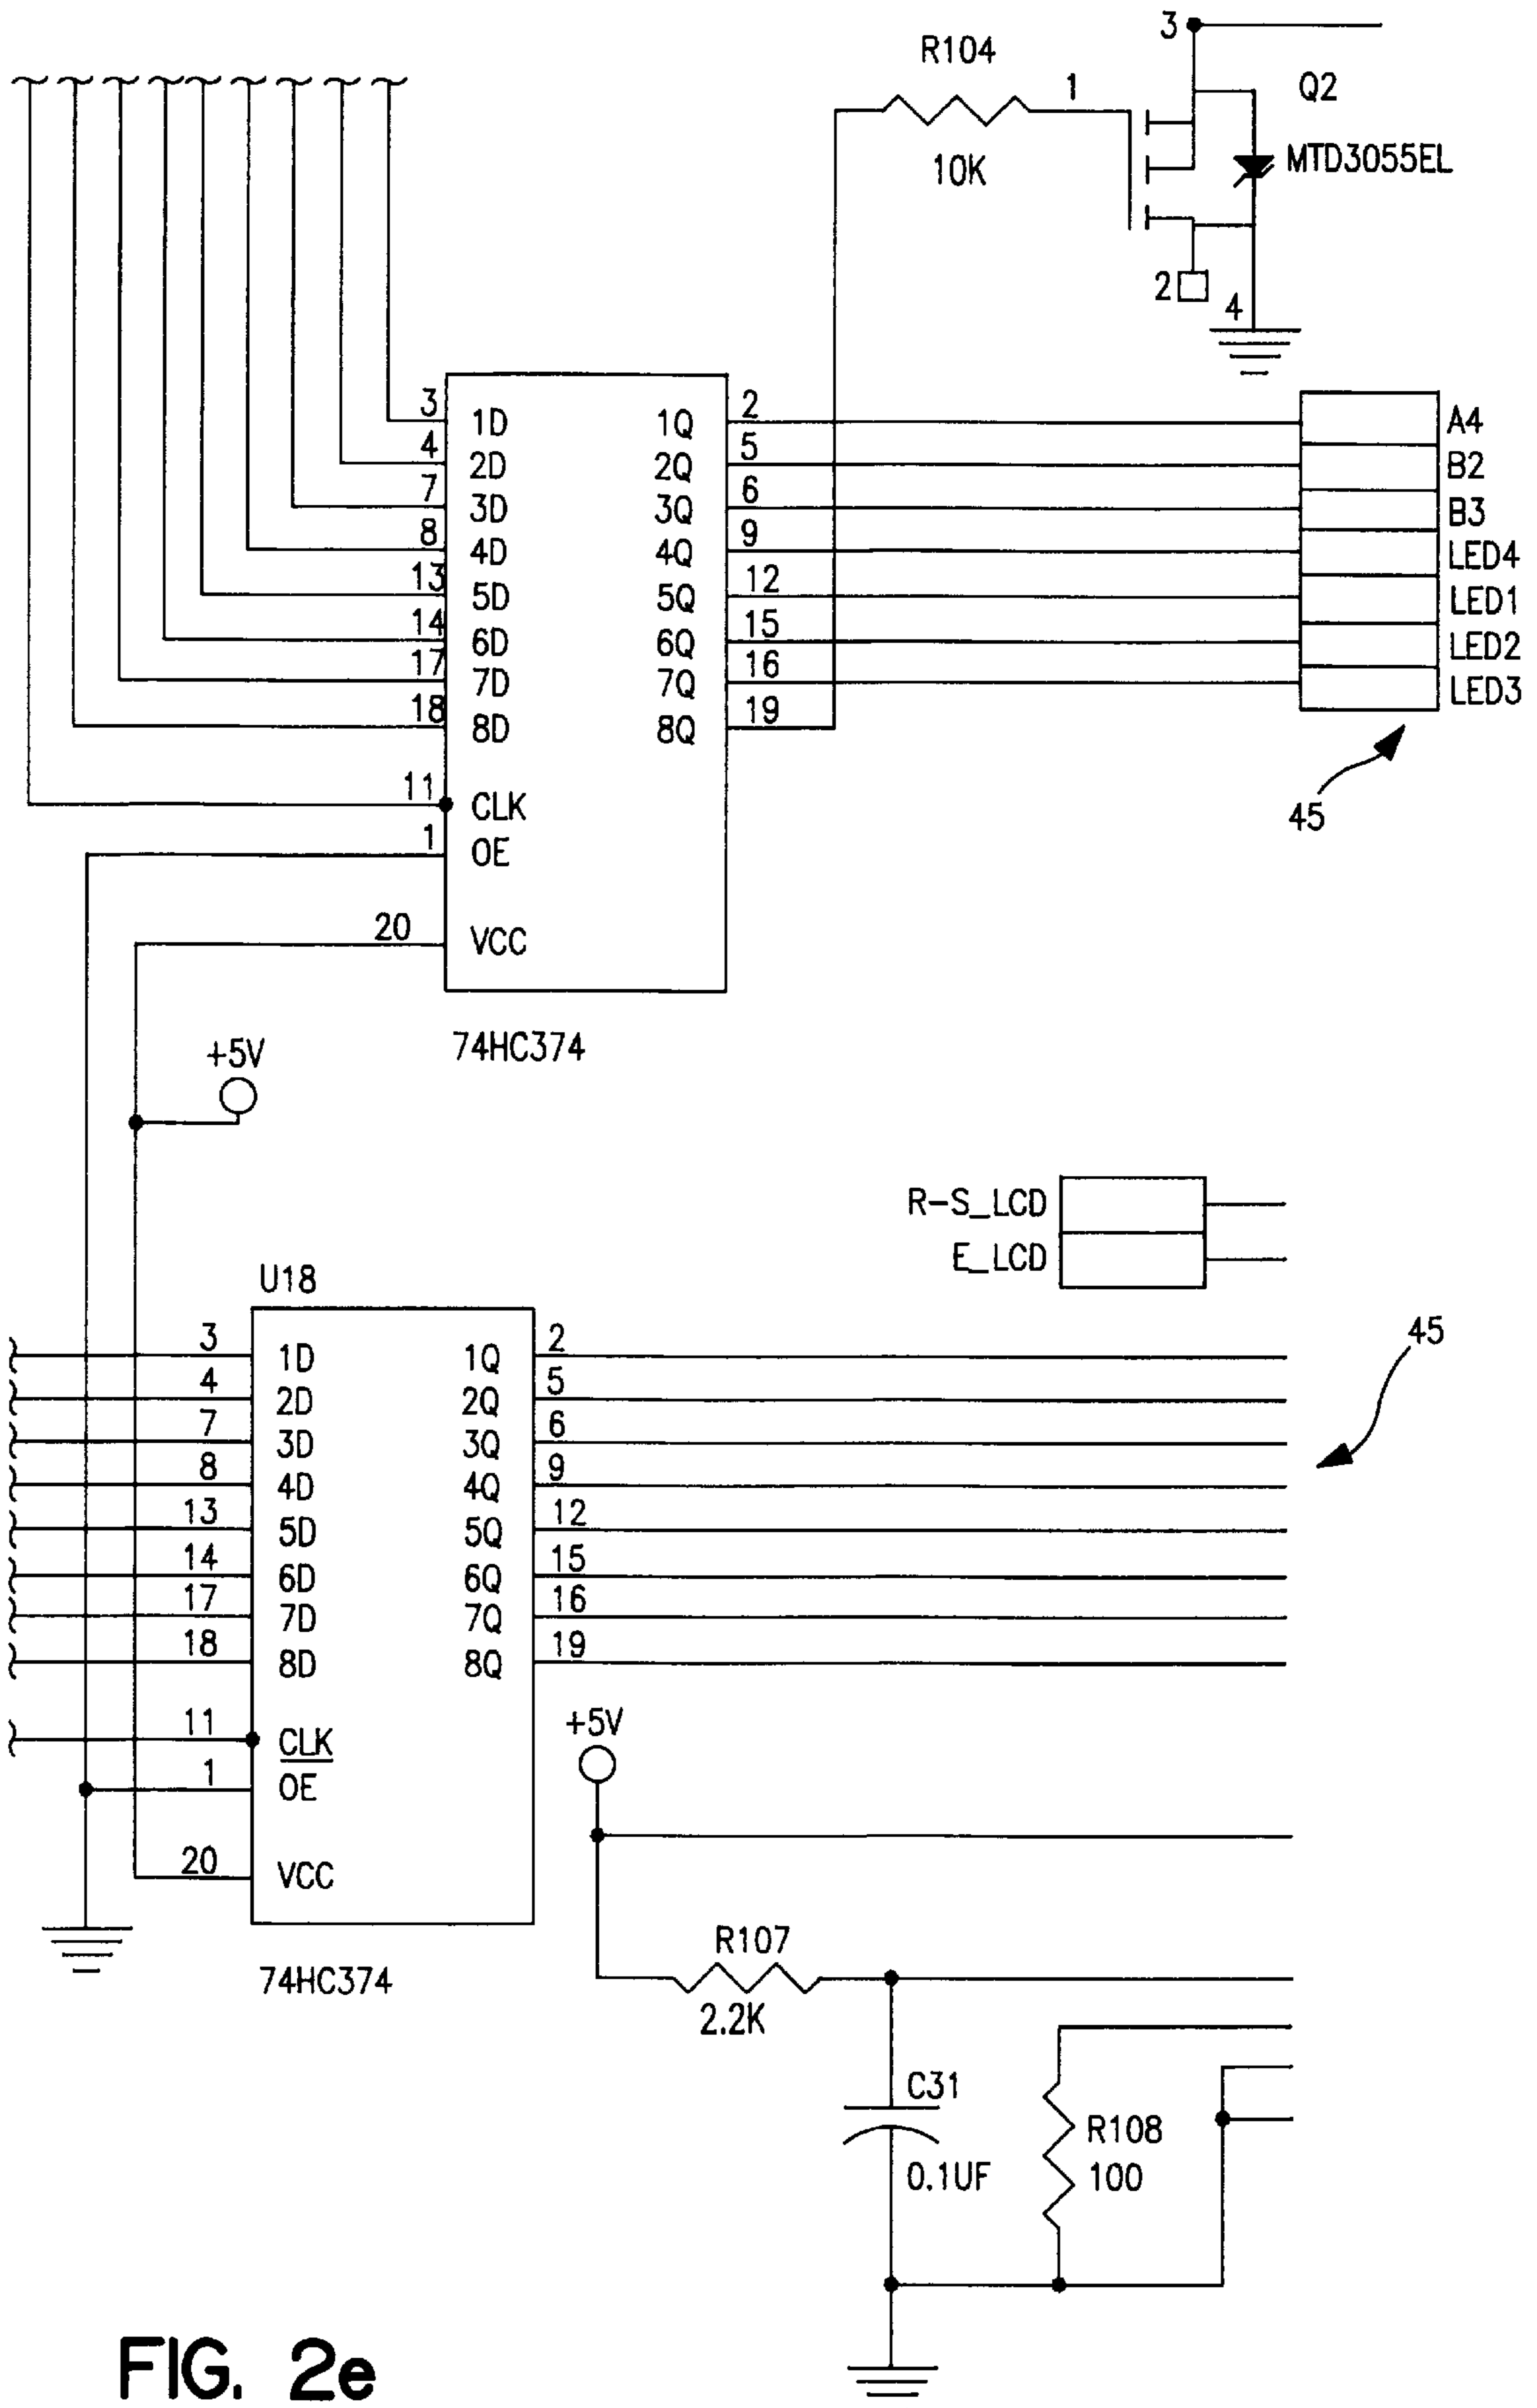 3
R104
1
Q2
10K
MTD3055EL
2
4
3 1D 1Q 2 A4
4 2D 2Q 5 B2
7 3D 3Q 6 B3
8 4D 4Q 9 LED4
13 5D 5Q 12 LED1
14 6D 6Q 15 LED2
17 7D 7Q 16 LED3
18 8D 8Q 19
11 CLK
45
1 OE
20 VCC
74HC374
+5V
R-S_LCD
E_LCD
U18
45
3 1D 1Q 2
4 2D 2Q 5
7 3D 3Q 6
8 4D 4Q 9
13 5D 5Q 12
14 6D 6Q 15
17 7D 7Q 16
18 8D 8Q 19
11 CLK
+5V
1 OE
20 VCC
74HC374
R107
2.2K
C31
0.1UF
R108
100
FIG. 2e